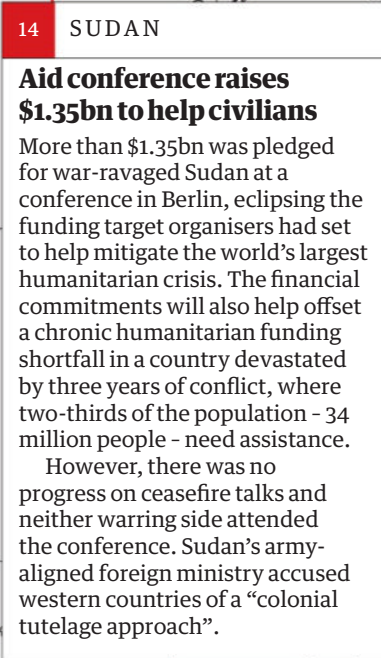 14 SUDAN
Aid conference raises
$1.35bn to help civilians
More than $1.35bn was pledged
for war-ravaged Sudan at a
conference in Berlin, eclipsing the
funding target organisers had set
to help mitigate the world’s largest
humanitarian crisis. The financial
commitments will also help offset
a chronic humanitarian funding
shortfall in a country devastated
by three years of conflict, where
two-thirds of the population – 34
million people – need assistance.
However, there was no
progress on ceasefire talks and
neither warring side attended
the conference. Sudan’s army-
aligned foreign ministry accused
western countries of a “colonial
tutelage approach”.